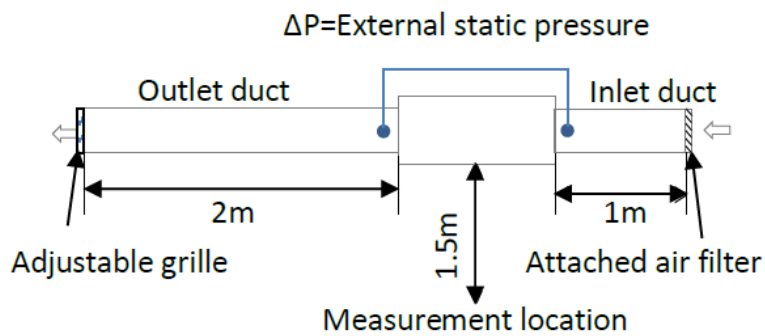 ΔP=External static pressure
Outlet duct
Inlet duct
2m
1.5m
1m
Adjustable grille
Attached air filter
Measurement location